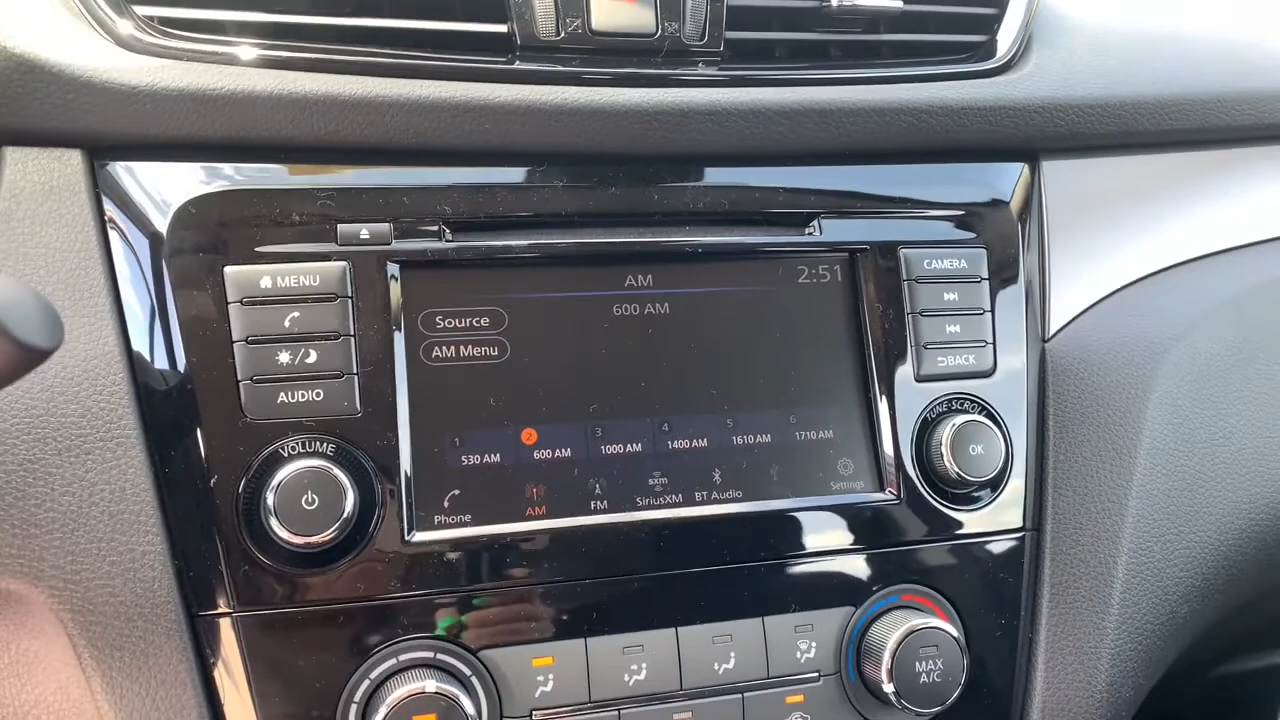 MENU
AUDIO
VOLUME
AM
2:51
600 AM
Source
AM Menu
1
2
3
4
5
6
530 AM
600 AM
1000 AM
1400 AM
1610 AM
1710 AM
Phone
AM
FM
sxm
SiriusXM
BT Audio
Settings
CAMERA
BACK
TUNE·SCROLL
OK
MAX
A/C